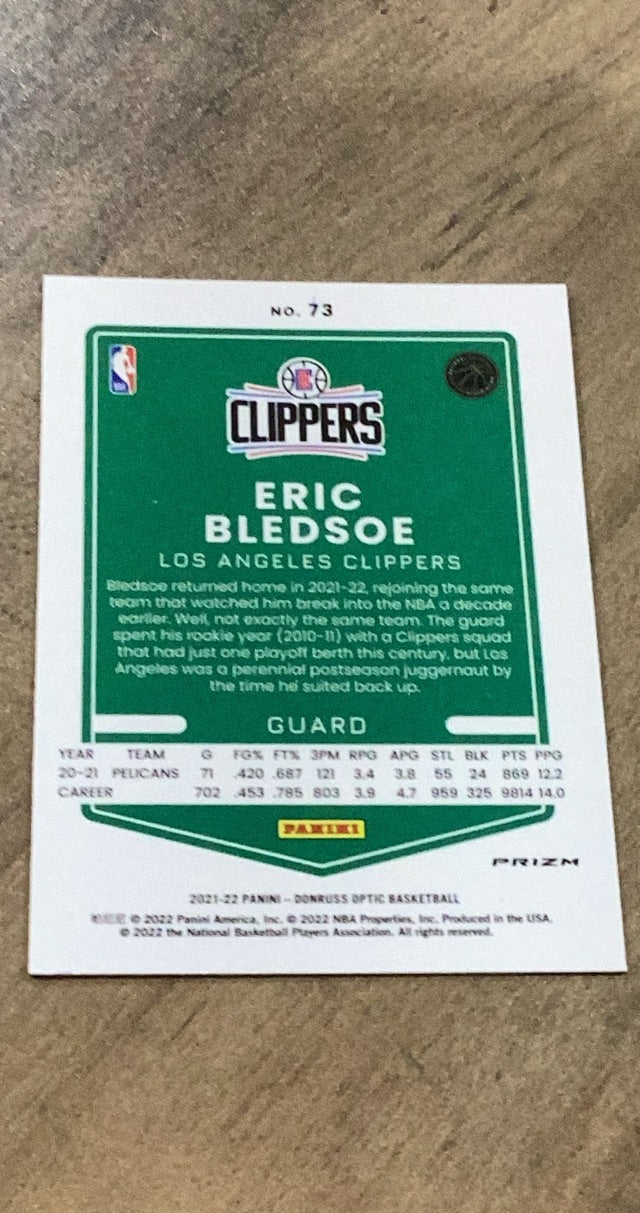 NO. 73
CLIPPERS
ERIC
BLEDSOE
LOS ANGELES CLIPPERS
Bledsoe returned home in 2021-22, rejoining the same
team that watched him break into the NBA a decade
earlier. Well, not exactly the same team. The guard
spent his rookie year (2010-11) with a Clippers squad
that had just one playoff berth this century, but Los
Angeles was a perennial postseason juggernaut by
the time he suited back up.
GUARD
YEAR TEAM G FG% FT% 3PM RPG APG STL BLK PTS PPG
20-21 PELICANS 71 .420 .687 121 3.4 3.8 55 24 869 12.2
CAREER 702 .453 .785 803 3.9 4.7 959 325 9814 14.0
PANINI
PRIZM
2021-22 PANINI – DONRUSS OPTIC BASKETBALL
© 2022 Panini America, Inc. © 2022 NBA Properties, Inc. Produced in the USA.
© 2022 the National Basketball Players Association. All rights reserved.